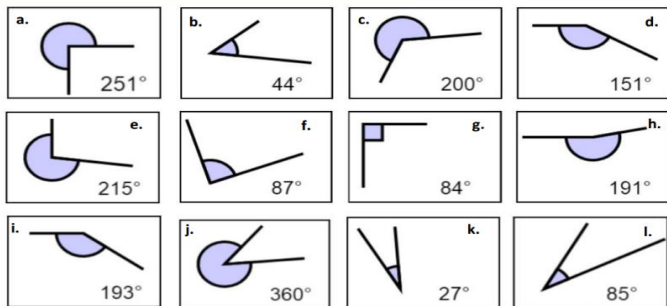 a.
251°
b.
44°
c.
200°
d.
151°
e.
215°
f.
87°
g.
84°
h.
191°
i.
193°
j.
360°
k.
27°
l.
85°